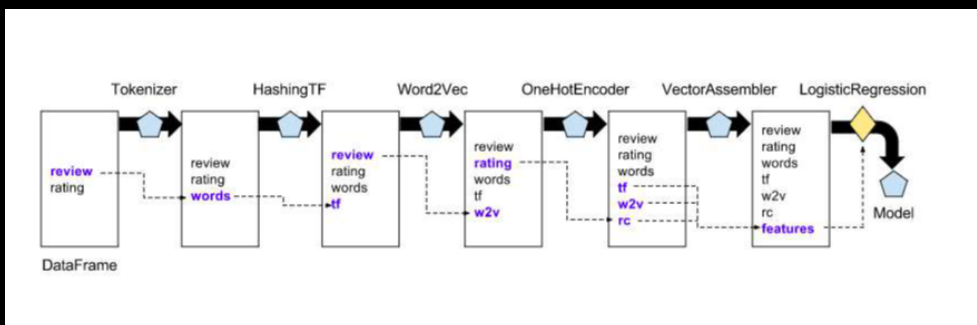 Tokenizer
HashingTF
Word2Vec
OneHotEncoder
VectorAssembler
LogisticRegression
review
rating
DataFrame
review
rating
words
review
rating
words
tf
review
rating
words
tf
w2v
review
rating
words
tf
w2v
rc
review
rating
words
tf
w2v
rc
features
Model